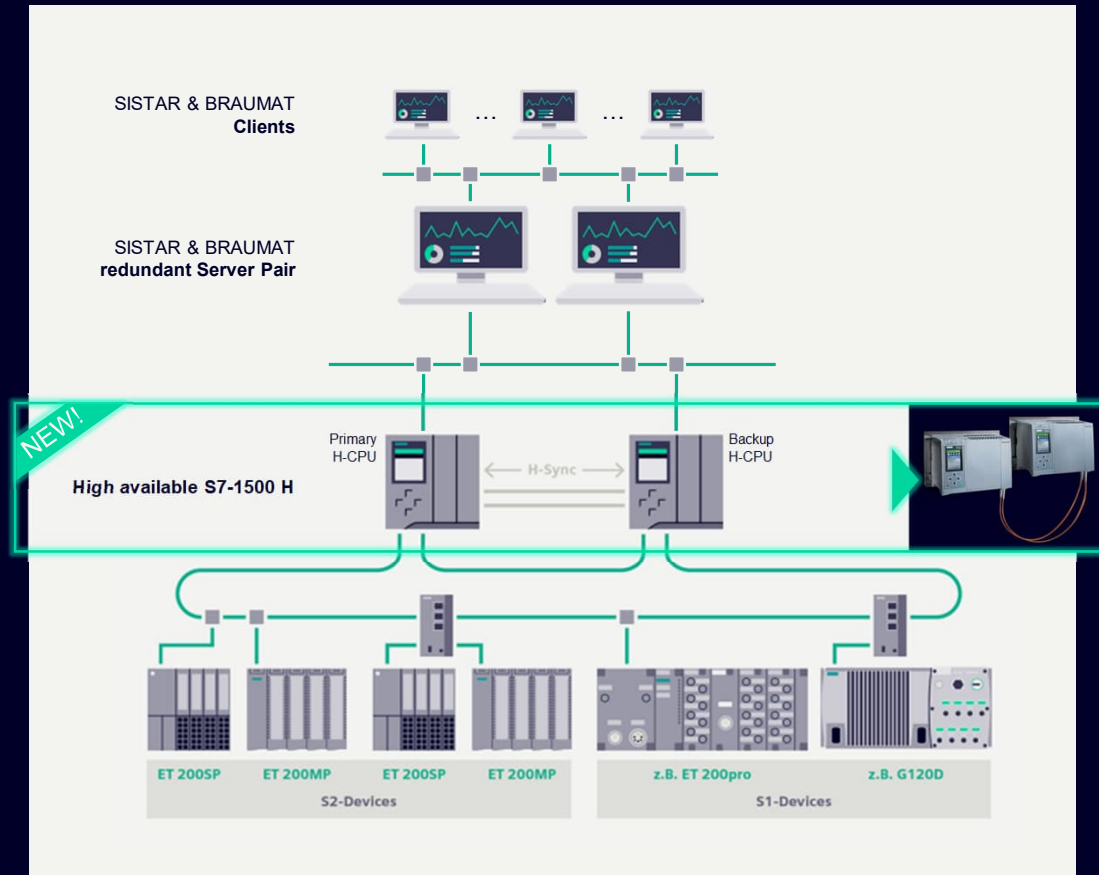 SISTAR & BRAUMAT
Clients
...
...
SISTAR & BRAUMAT
redundant Server Pair
NEW!
Primary
H-CPU
H-Sync
Backup
H-CPU
High available S7-1500 H
ET 200SP
ET 200MP
ET 200SP
ET 200MP
z.B. ET 200pro
z.B. G120D
S2-Devices
S1-Devices